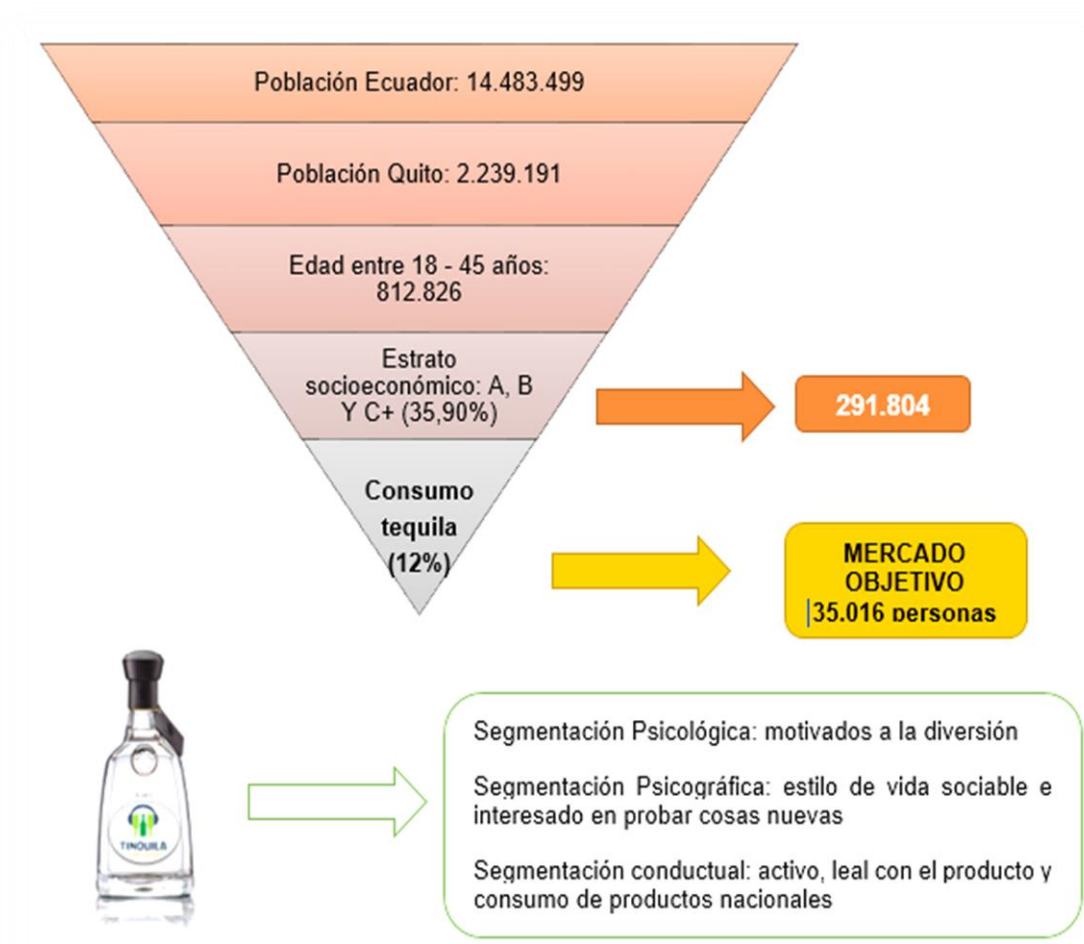 Población Ecuador: 14.483.499
Población Quito: 2.239.191
Edad entre 18 - 45 años:
812.826
Estrato
socioeconómico: A, B
Y C+ (35,90%)
291.804
Consumo
tequila
(12%)
MERCADO
OBJETIVO
35.016 personas
TINQUILA
Segmentación Psicológica: motivados a la diversión
Segmentación Psicográfica: estilo de vida sociable e
interesado en probar cosas nuevas
Segmentación conductual: activo, leal con el producto y
consumo de productos nacionales